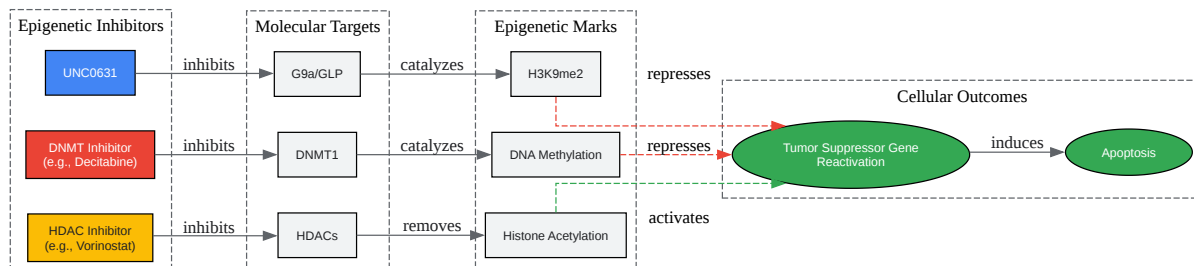 Epigenetic Inhibitors
Molecular Targets
Epigenetic Marks
UNC0631
inhibits
G9a/GLP
catalyzes
H3K9me2
represses
Cellular Outcomes
DNMT Inhibitor
(e.g., Decitabine)
inhibits
DNMT1
catalyzes
DNA Methylation
represses
Tumor Suppressor Gene
Reactivation
induces
Apoptosis
HDAC Inhibitor
(e.g., Vorinostat)
inhibits
HDACs
removes
Histone Acetylation
activates